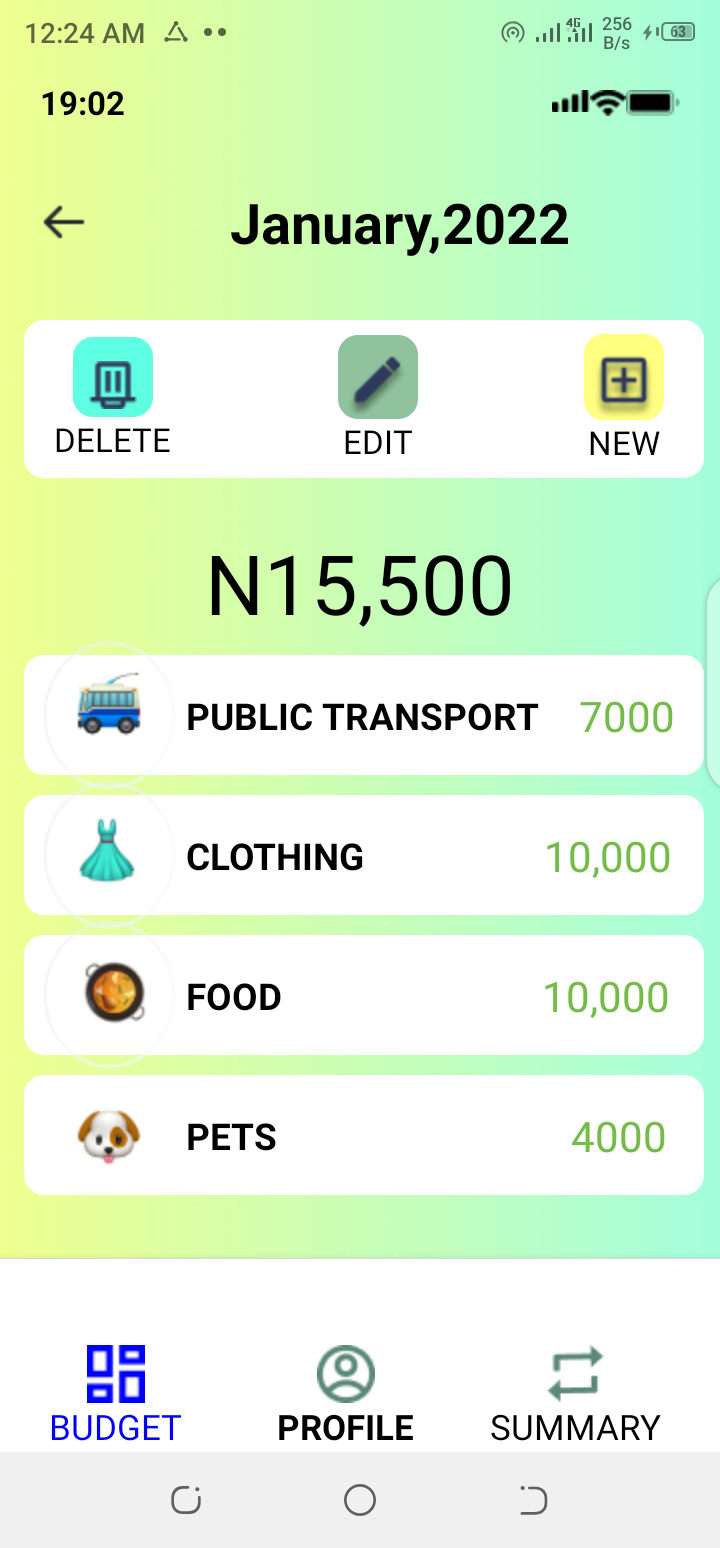 12:24 AM 4G 256 B/s 63
19:02
January,2022
DELETE EDIT NEW
N15,500
PUBLIC TRANSPORT 7000
CLOTHING 10,000
FOOD 10,000
PETS 4000
BUDGET PROFILE SUMMARY